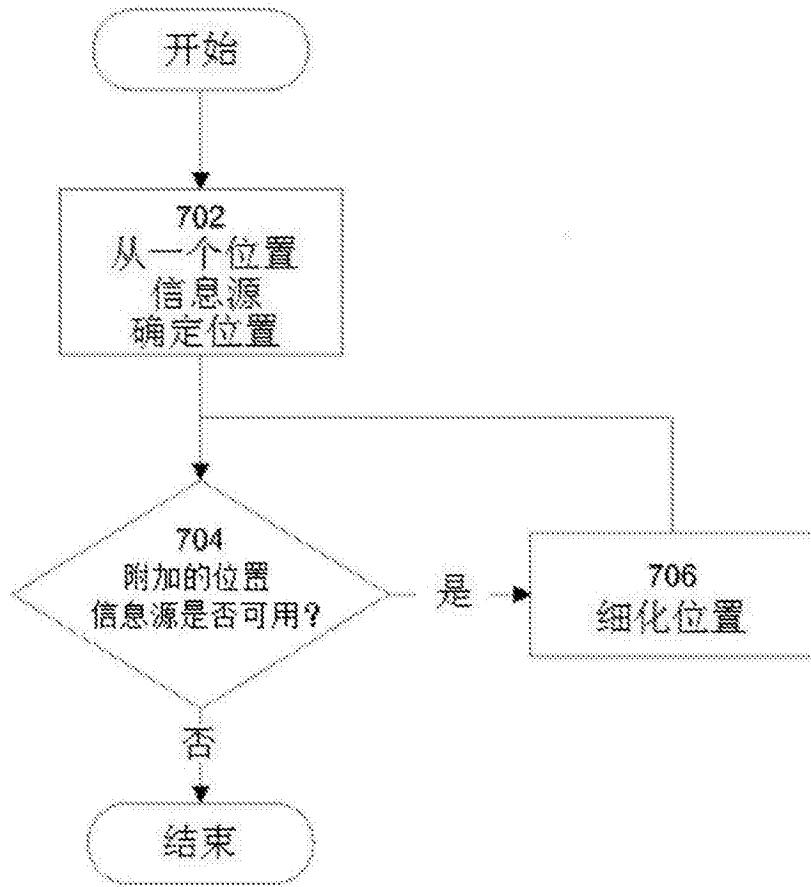 开始
702
从一个位置
信息源
确定位置
704
附加的位置
信息源是否可用?
是
706
细化位置
否
结束